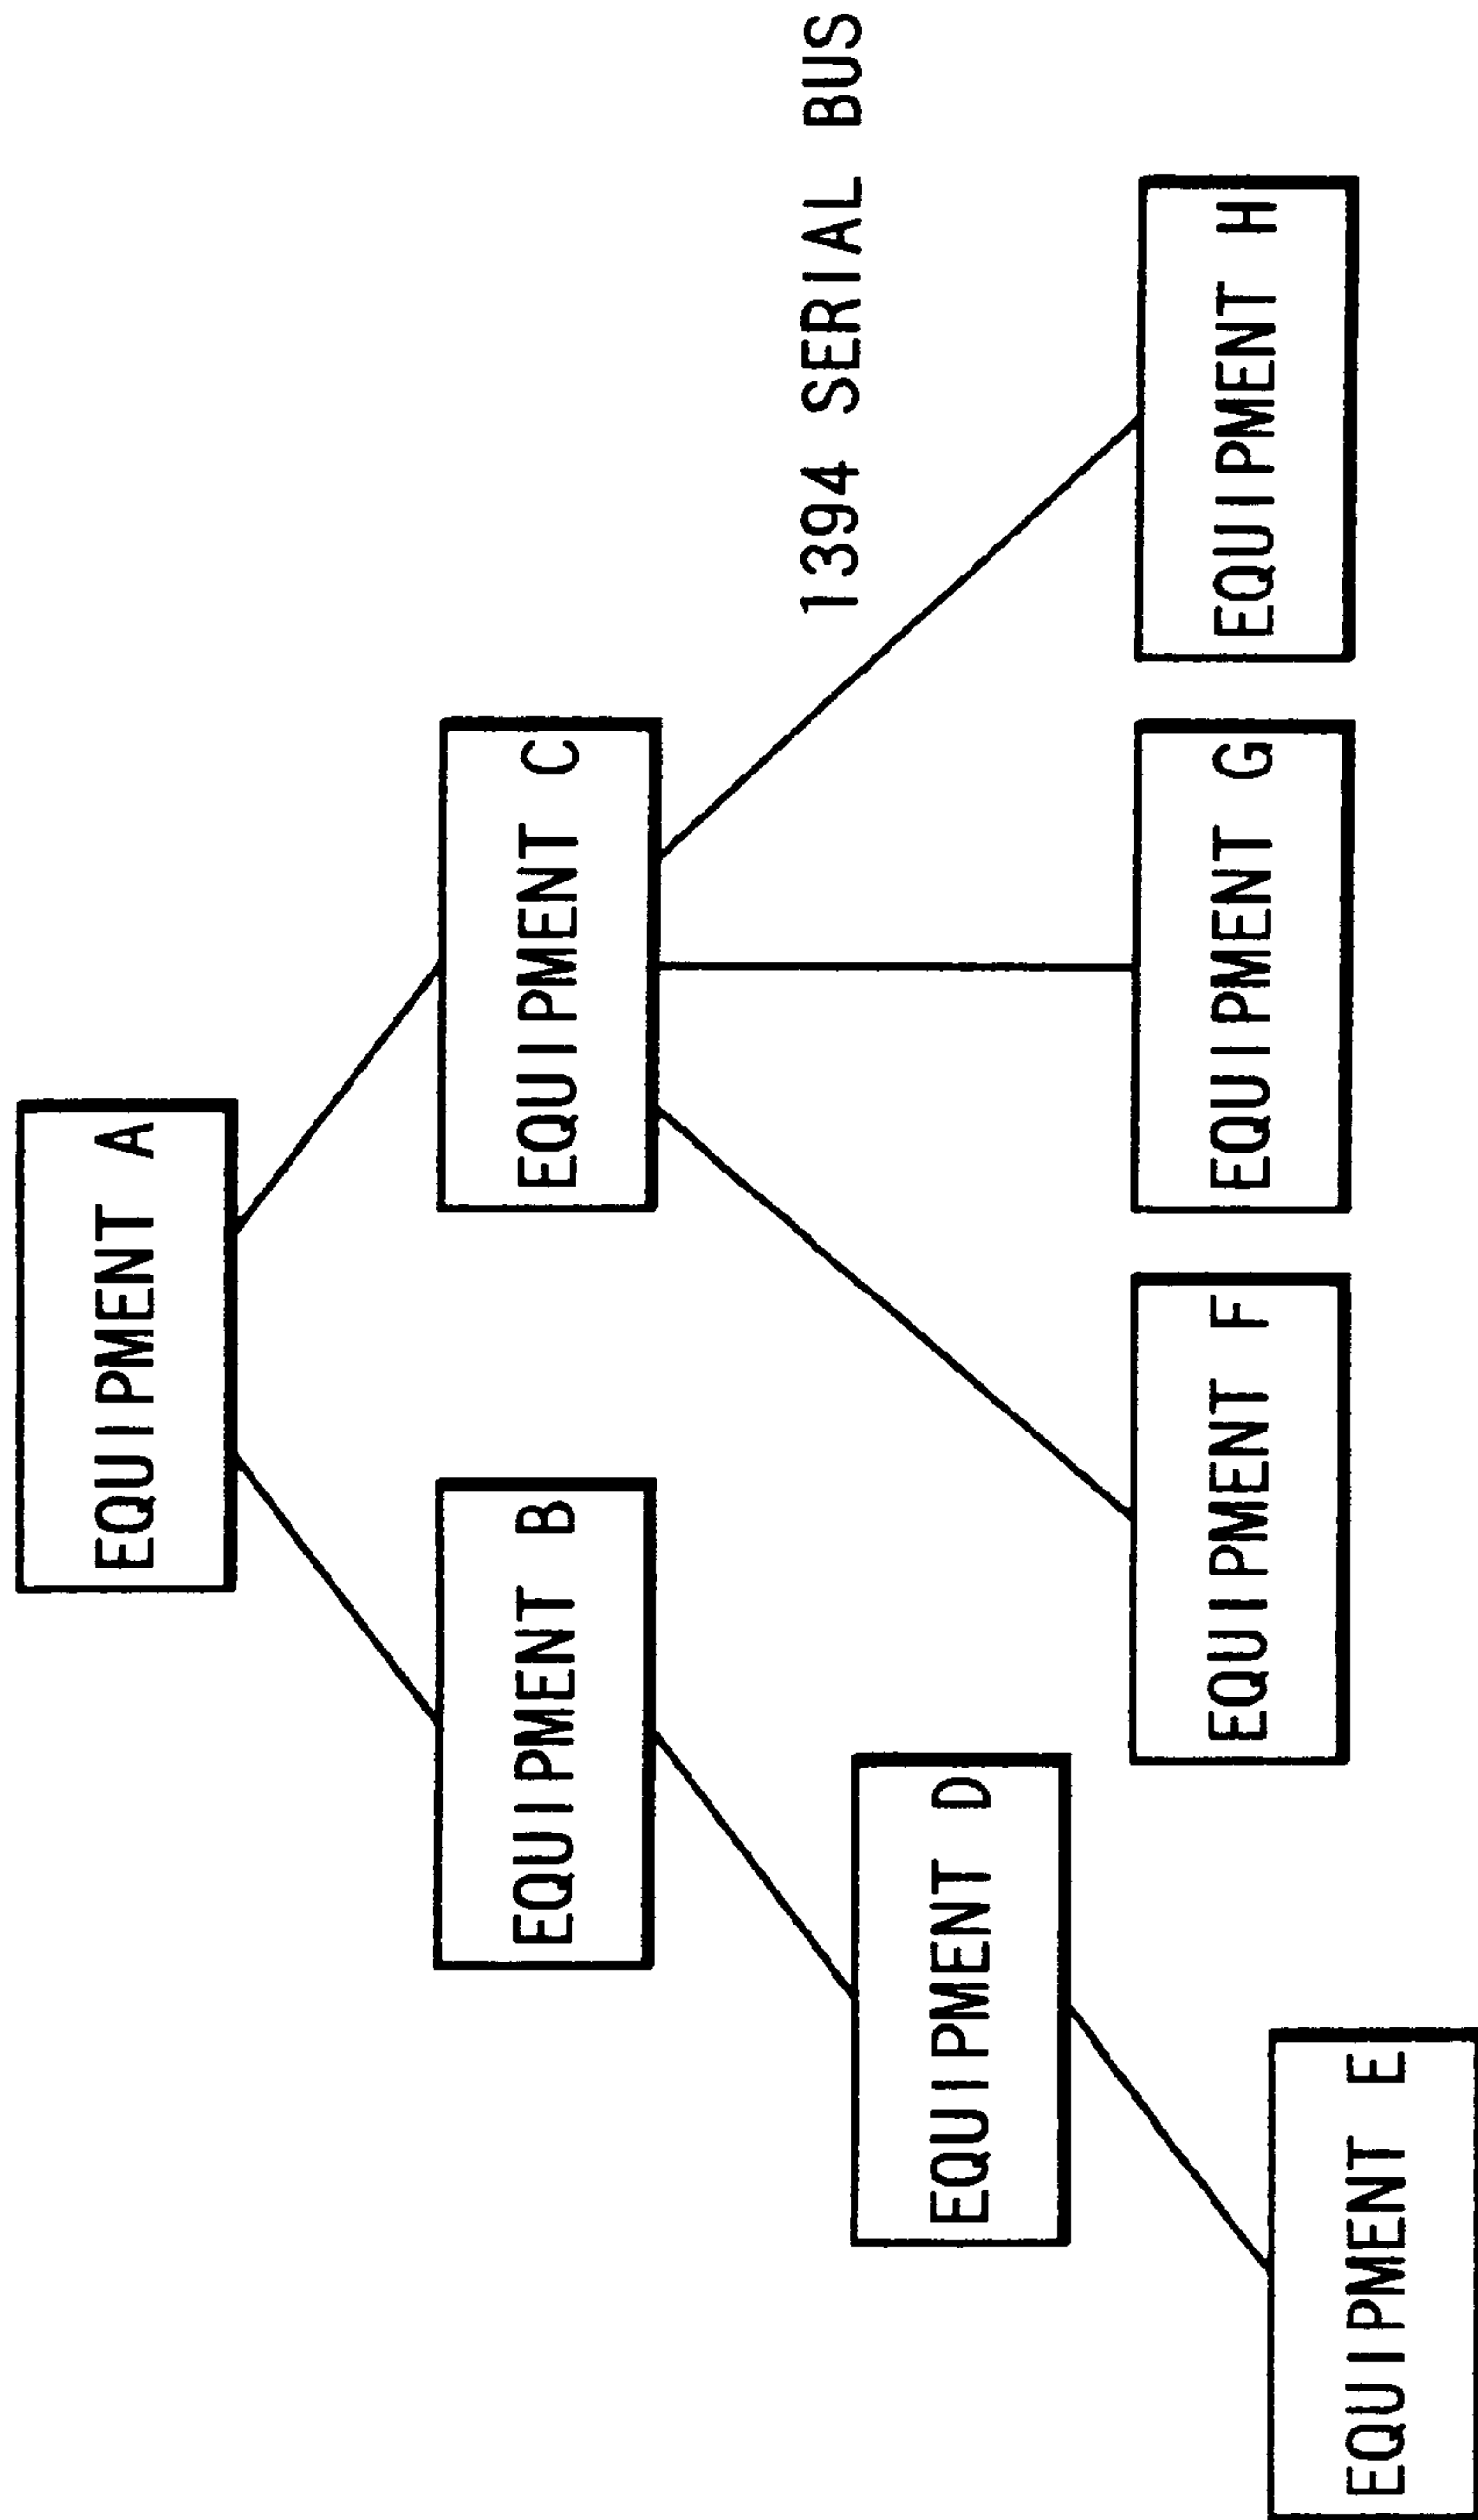 EQUIPMENT A
EQUIPMENT B
EQUIPMENT C
1394 SERIAL BUS
EQUIPMENT D
EQUIPMENT E
EQUIPMENT F
EQUIPMENT G
EQUIPMENT H